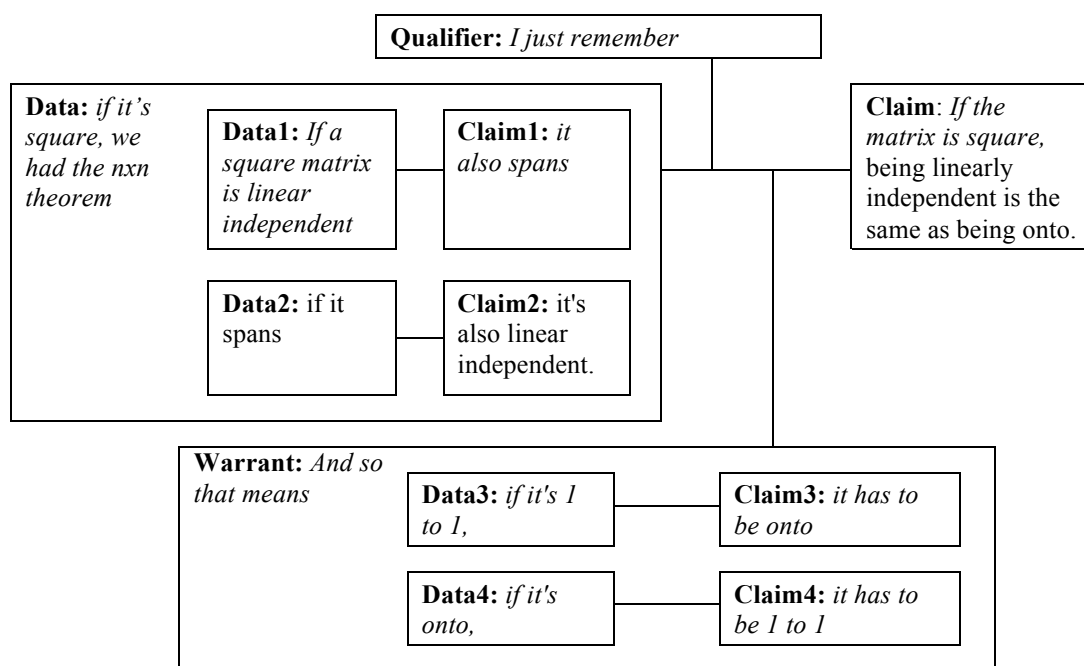 Qualifier: I just remember
Data: if it’s
square, we
had the nxn
theorem
Data1: If a
square matrix
is linear
independent
Claim1: it
also spans
Claim: If the
matrix is square,
being linearly
independent is the
same as being onto.
Data2: if it
spans
Claim2: it's
also linear
independent.
Warrant: And so
that means
Data3: if it's 1
to 1,
Claim3: it has to
be onto
Data4: if it's
onto,
Claim4: it has to
be 1 to 1